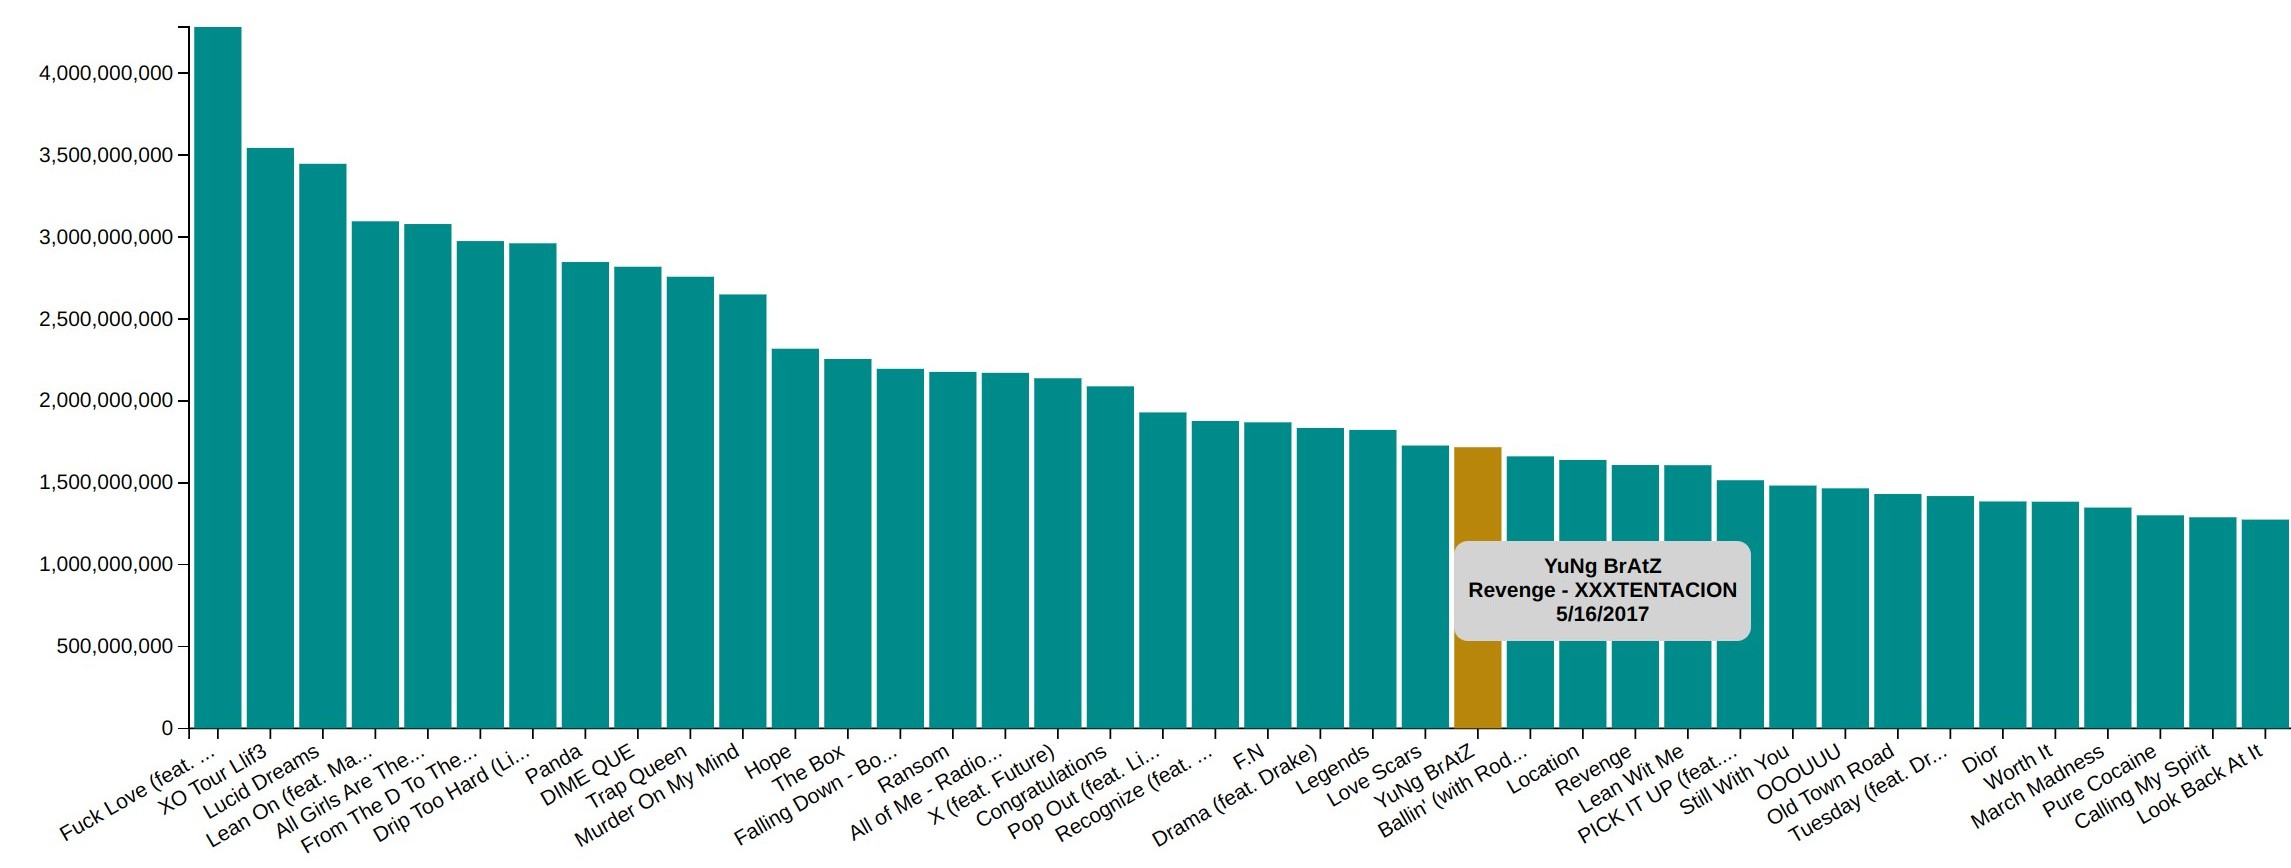 4,000,000,000
3,500,000,000
3,000,000,000
2,500,000,000
2,000,000,000
1,500,000,000
1,000,000,000
500,000,000
0
YuNg BrAtZ
Revenge - XXXTENTACION
5/16/2017
Fuck Love (feat. ...
XO Tour Llif3
Lucid Dreams
Lean On (feat. Ma...
All Girls Are The...
From The D To The...
Drip Too Hard (Li...
Panda
DIME QUE
Trap Queen
Murder On My Mind
Hope
The Box
Falling Down - Bo...
Ransom
All of Me - Radio...
X (feat. Future)
Congratulations
Pop Out (feat. Li...
Recognize (feat. ...
F.N
Drama (feat. Drake)
Legends
Love Scars
YuNg BrAtZ
Ballin' (with Rod...
Location
Revenge
Lean Wit Me
PICK IT UP (feat....
Still With You
OOOUUU
Old Town Road
Tuesday (feat. Dr...
Dior
Worth It
March Madness
Pure Cocaine
Calling My Spirit
Look Back At It